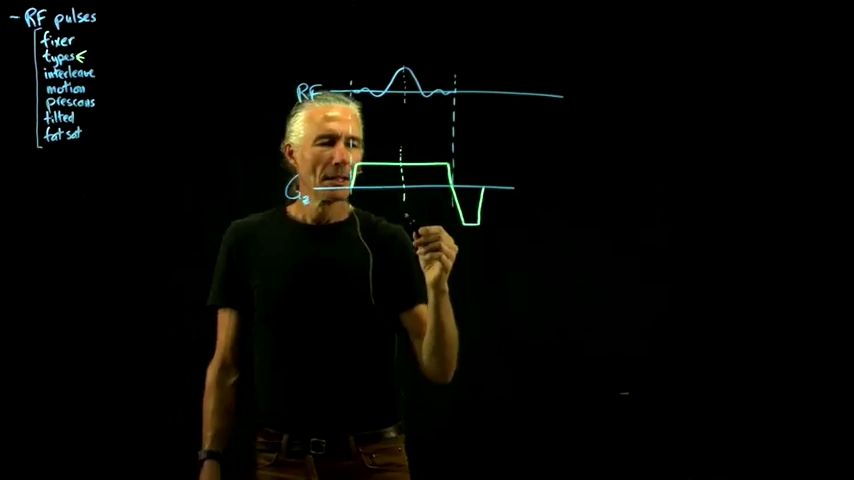 - RF pulses
fixer
types
interleave
motion
prescans
tilted
fat sat
RF
Gz